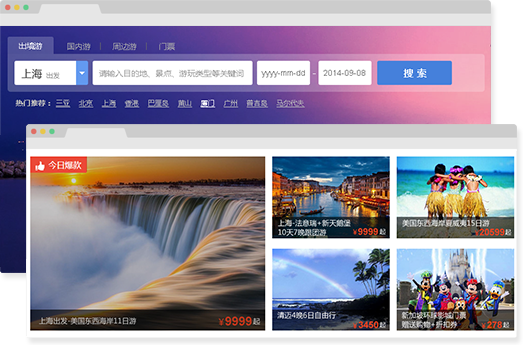 出境游 国内游 周边游 门票
上海 出发 请输入目的地、景点、游玩类型等关键词 yyyy-mm-dd - 2014-09-08 搜 索
热门推荐： 三亚 北京 上海 香港 巴厘岛 黄山 厦门 广州 普吉岛 马尔代夫
今日爆款
上海出发-美国东西海岸11日游
¥9999起
上海-法意瑞+新天鹅堡
10天7晚跟团游
¥9999起
美国东西海岸夏威夷15日游
¥20599起
清迈4晚6日自由行
¥3450起
新加坡环球影城门票
赠送购物+折扣券
¥278起